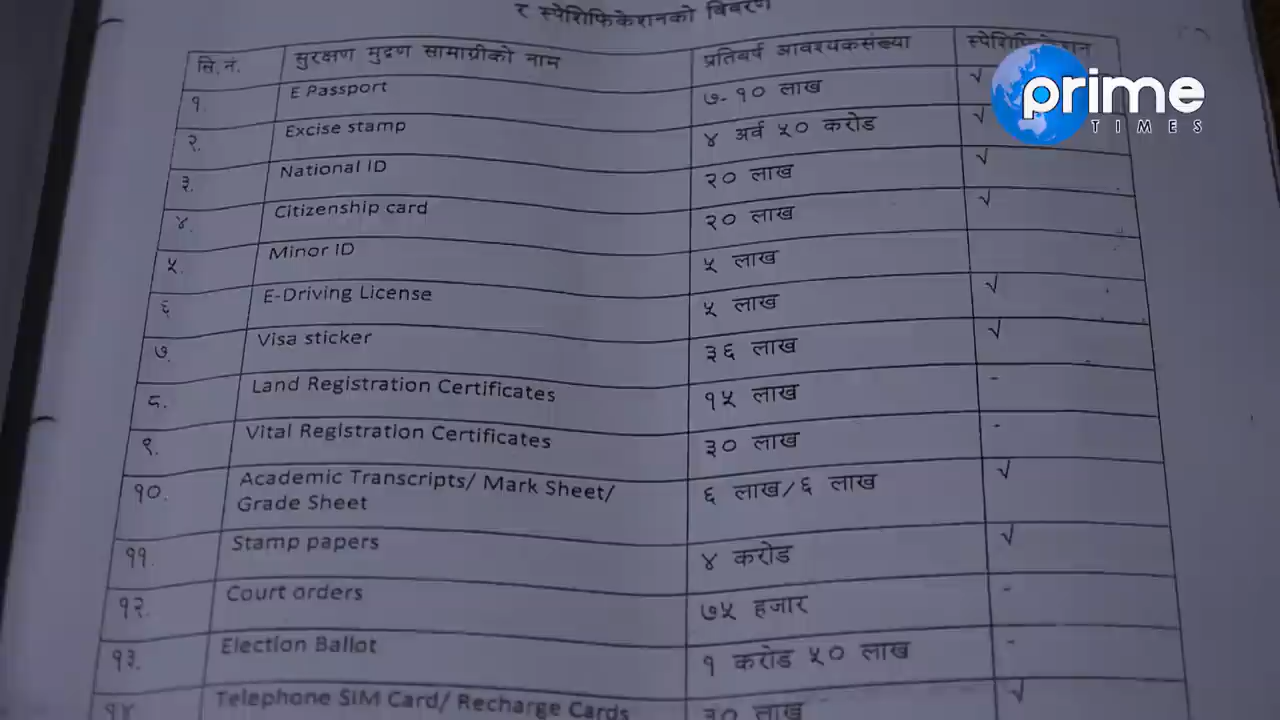 र स्पेशिफिकेशनको विवरण
सि.नं. सुरक्षण मुद्रण सामाग्रीको नाम प्रतिबर्ष आवश्यकसंख्या स्पेशिफिकेशन
१. E Passport ७-१० लाख √
२. Excise stamp ४ अर्व ५० करोड √
३. National ID २० लाख √
४. Citizenship card २० लाख √
५. Minor ID ५ लाख
६ E-Driving License ५ लाख √
७. Visa sticker ३६ लाख √
८. Land Registration Certificates १५ लाख -
९. Vital Registration Certificates ३० लाख -
१०. Academic Transcripts/ Mark Sheet/ ६ लाख/६ लाख √
Grade Sheet
११. Stamp papers ४ करोड √
१२. Court orders ७५ हजार -
१३. Election Ballot १ करोड ५० लाख -
१४. Telephone SIM Card/ Recharge Cards ३० लाख √
prime
TIMES